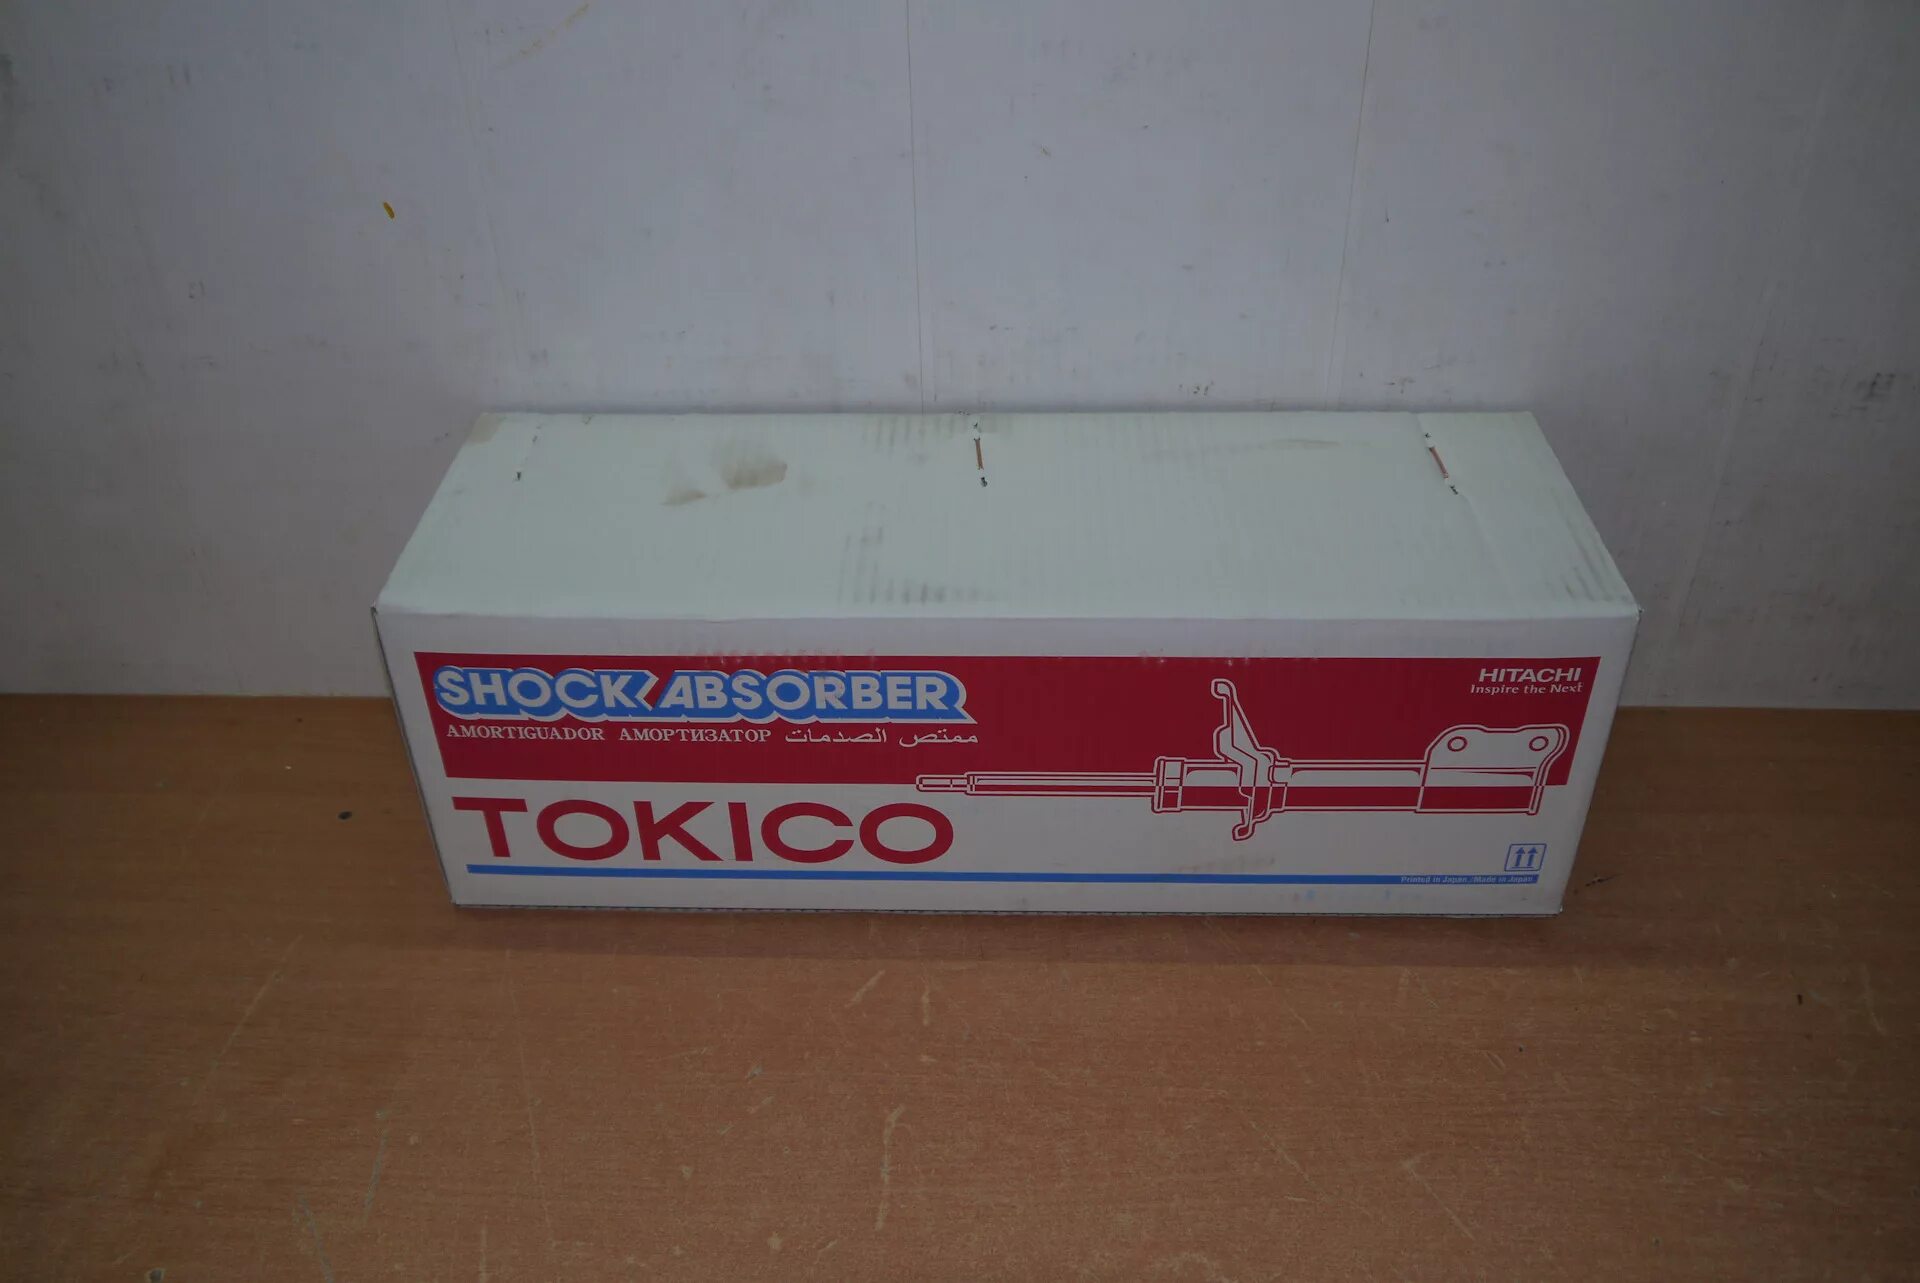 SHOCK ABSORBER
AMORTIGUADOR АМОРТИЗАТОР ممتص الصدمات
HITACHI
Inspire the Next
TOKICO
Printed in Japan / Made in Japan